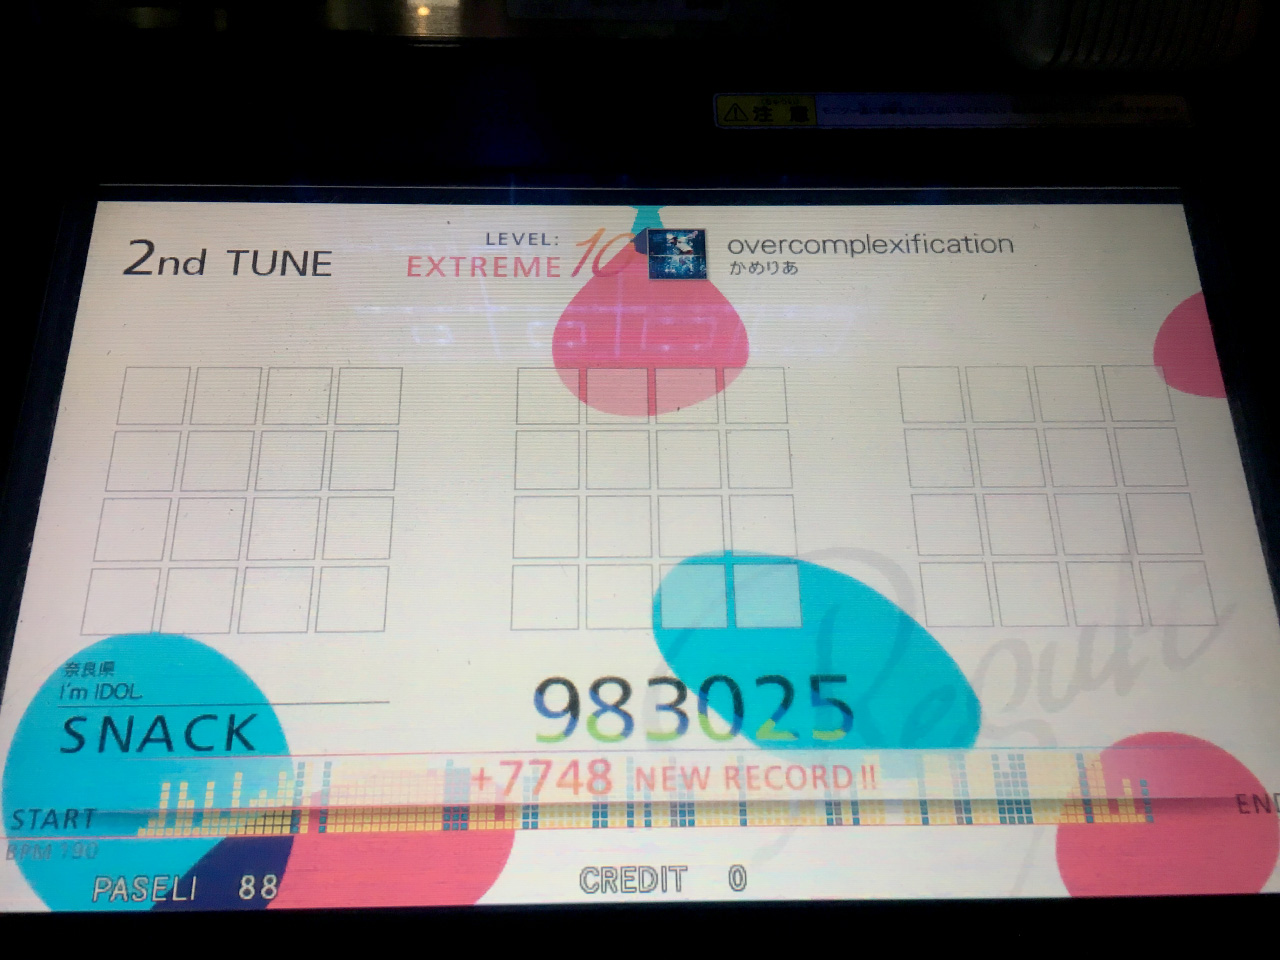 注意
2nd TUNE
LEVEL:
EXTREME 10
overcomplexification
かめりあ
奈良県
I'm IDOL
SNACK
983025
+7748 NEW RECORD!!
START
END
BPM 190
PASELI 88
CREDIT 0
Result